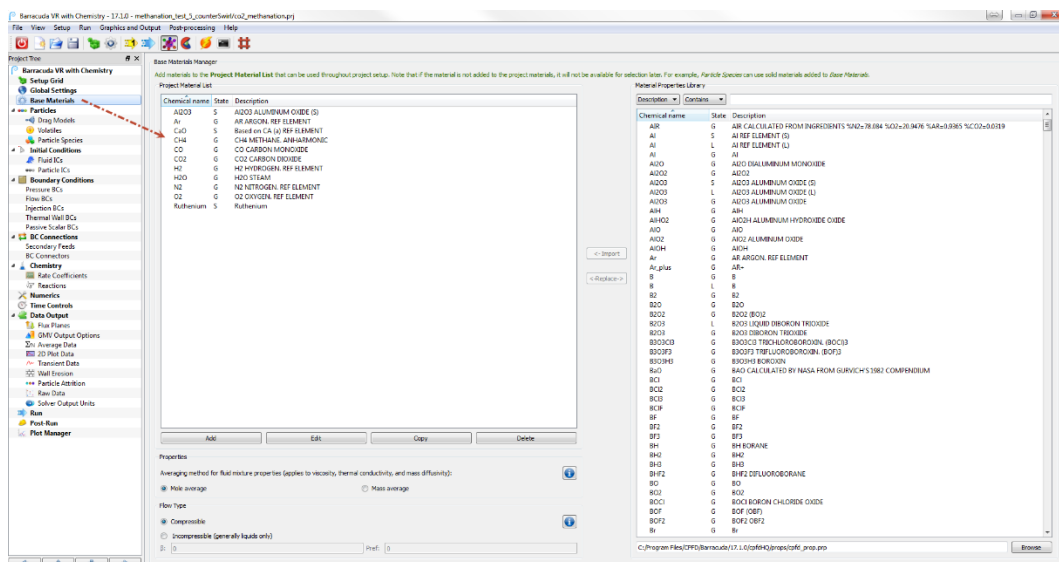 Barracuda VR with Chemistry - 17.1.0 - methanation_test_5_counterSwirl/co2_methanation.prj
File View Setup Run Graphics and Output Post-processing Help
Project Tree
Barracuda VR with Chemistry
Setup Grid
Global Settings
Base Materials
Particles
Drag Models
Volatiles
Particle Species
Initial Conditions
Fluid ICs
Particle ICs
Boundary Conditions
Pressure BCs
Flow BCs
Injection BCs
Thermal Wall BCs
Passive Scalar BCs
BC Connections
Secondary Feeds
BC Connectors
Chemistry
Rate Coefficients
Reactions
Numerics
Time Controls
Data Output
Flux Planes
GMV Output Options
Average Data
2D Plot Data
Transient Data
Wall Erosion
Particle Attrition
Raw Data
Solver Output Units
Run
Post-Run
Plot Manager
Base Materials Manager
Add materials to the Project Material List that can be used throughout project setup. Note that if the material is not added to the project materials, it will not be available for selection later. For example, Particle Species can use solid materials added to Base Materials.
Project Material List
Chemical name State Description
Al2O3 S Al2O3 ALUMINUM OXIDE (S)
Ar G AR ARGON. REF ELEMENT
CaO S Based on CA (a) REF ELEMENT
CH4 G CH4 METHANE. ANHARMONIC
CO G CO CARBON MONOXIDE
CO2 G CO2 CARBON DIOXIDE
H2 G H2 HYDROGEN. REF ELEMENT
H2O G H2O STEAM
N2 G N2 NITROGEN. REF ELEMENT
O2 G O2 OXYGEN. REF ELEMENT
Ruthenium S Ruthenium
Add Edit Copy Delete
Properties
Averaging method for fluid mixture properties (applies to viscosity, thermal conductivity, and mass diffusivity):
Mole average Mass average
Flow Type
Compressible
Incompressible (generally liquids only)
β: 0 Pref: 0
<- Import
<-Replace->
Material Properties Library
Description Contains
Chemical name State Description
AIR G AIR CALCULATED FROM INGREDIENTS %N2=78.084 %O2=20.9476 %AR=0.9365 %CO2=0.0319
Al S Al REF ELEMENT (S)
Al L Al REF ELEMENT (L)
Al G Al
Al2O G Al2O DIALUMINUM MONOXIDE
Al2O2 G Al2O2
Al2O3 S Al2O3 ALUMINUM OXIDE (S)
Al2O3 L Al2O3 ALUMINUM OXIDE (L)
Al2O3 G Al2O3 ALUMINUM OXIDE
AlH G AlH
AlHO2 G AlO2H ALUMINUM HYDROXIDE OXIDE
AlO G AlO
AlO2 G AlO2 ALUMINUM OXIDE
AlOH G AlOH
Ar G AR ARGON. REF ELEMENT
Ar_plus G AR+
B G B
B L B
B2 G B2
B2O G B2O
B2O2 G B2O2 (BO)2
B2O3 L B2O3 LIQUID DIBORON TRIOXIDE
B2O3 G B2O3 DIBORON TRIOXIDE
B3O3Cl3 G B3O3Cl3 TRICHLOROBOROXIN. (BOCl)3
B3O3F3 G B3O3F3 TRIFLUOROBOROXIN. (BOF)3
B3O3H3 G B3O3H3 BOROXIN
BaO G BAO CALCULATED BY NASA FROM GURVICH'S 1982 COMPENDIUM
BCl G BCl
BCl2 G BCl2
BCl3 G BCl3
BClF G BClF
BF G BF
BF2 G BF2
BF3 G BF3
BH G BH BORANE
BH2 G BH2
BH3 G BH3
BHF2 G BHF2 DIFLUOROBORANE
BO G BO
BO2 G BO2
BOCl G BOCl BORON CHLORIDE OXIDE
BOF G BOF (OBF)
BOF2 G BOF2 OBF2
Br G Br
C:/Program Files/CPFD/Barracuda/17.1.0/cpfdHQ/props/cpfd_prop.prp Browse